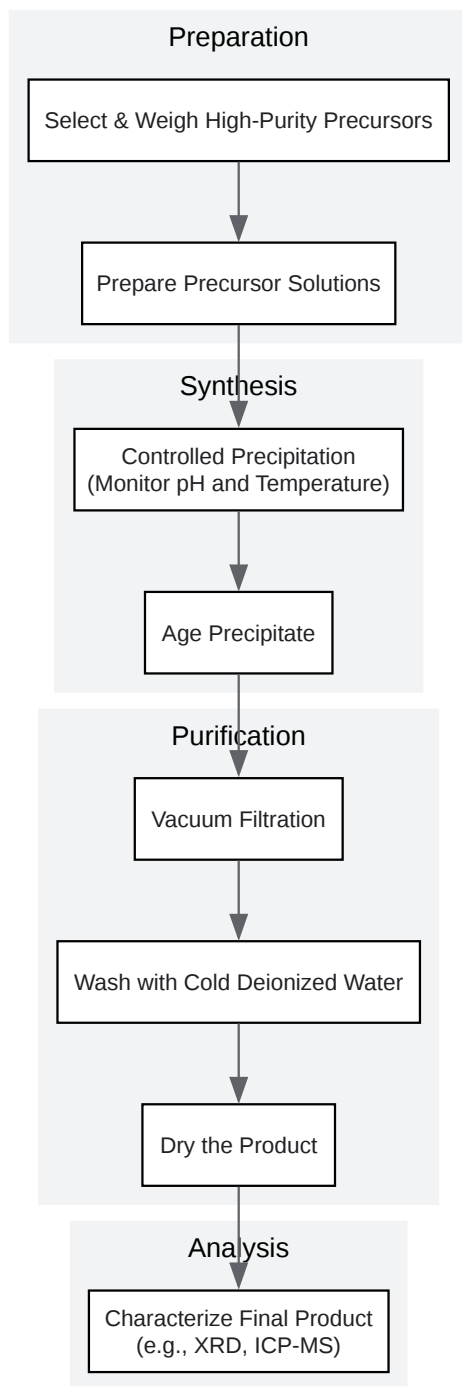 Preparation
Select & Weigh High-Purity Precursors
Prepare Precursor Solutions
Synthesis
Controlled Precipitation
(Monitor pH and Temperature)
Age Precipitate
Purification
Vacuum Filtration
Wash with Cold Deionized Water
Dry the Product
Analysis
Characterize Final Product
(e.g., XRD, ICP-MS)